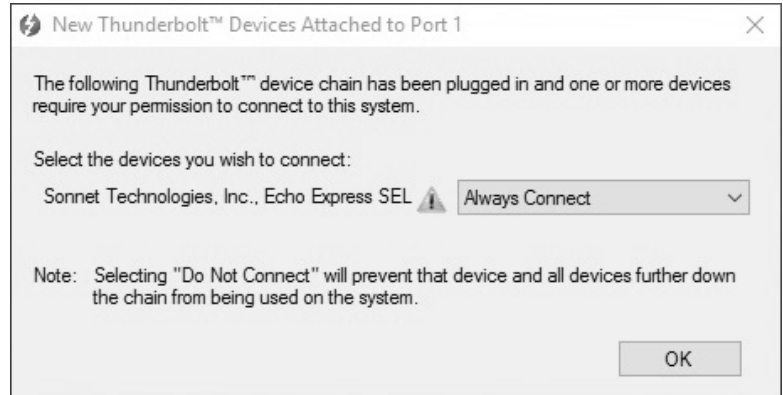 New Thunderbolt™ Devices Attached to Port 1
The following Thunderbolt™ device chain has been plugged in and one or more devices
require your permission to connect to this system.
Select the devices you wish to connect:
Sonnet Technologies, Inc., Echo Express SEL Always Connect
Note: Selecting "Do Not Connect" will prevent that device and all devices further down
the chain from being used on the system.
OK